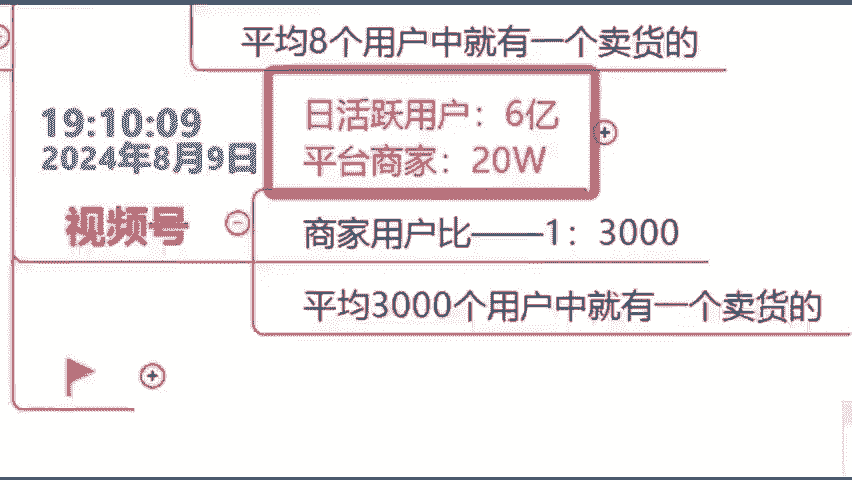 平均8个用户中就有一个卖货的
日活跃用户：6亿
平台商家：20W
19:10:09
2024年8月9日
视频号
商家用户比——1：3000
平均3000个用户中就有一个卖货的